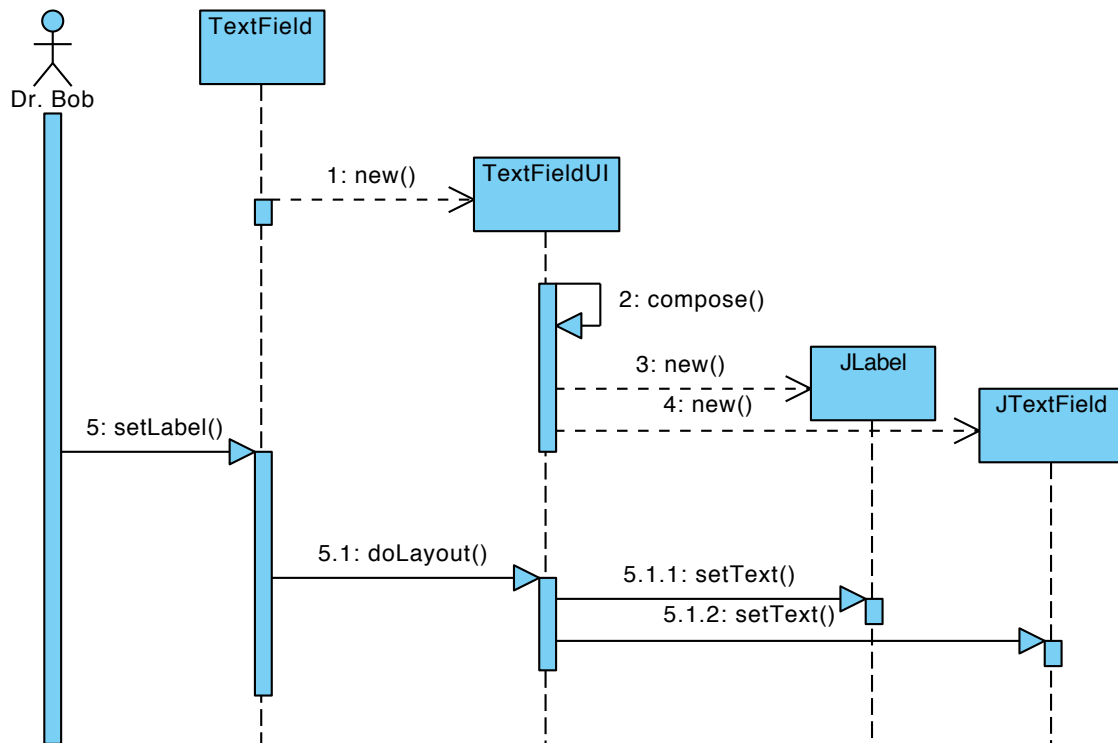 TextField
Dr. Bob
1: new()
TextFieldUI
2: compose()
3: new()
JLabel
4: new()
JTextField
5: setLabel()
5.1: doLayout()
5.1.1: setText()
5.1.2: setText()